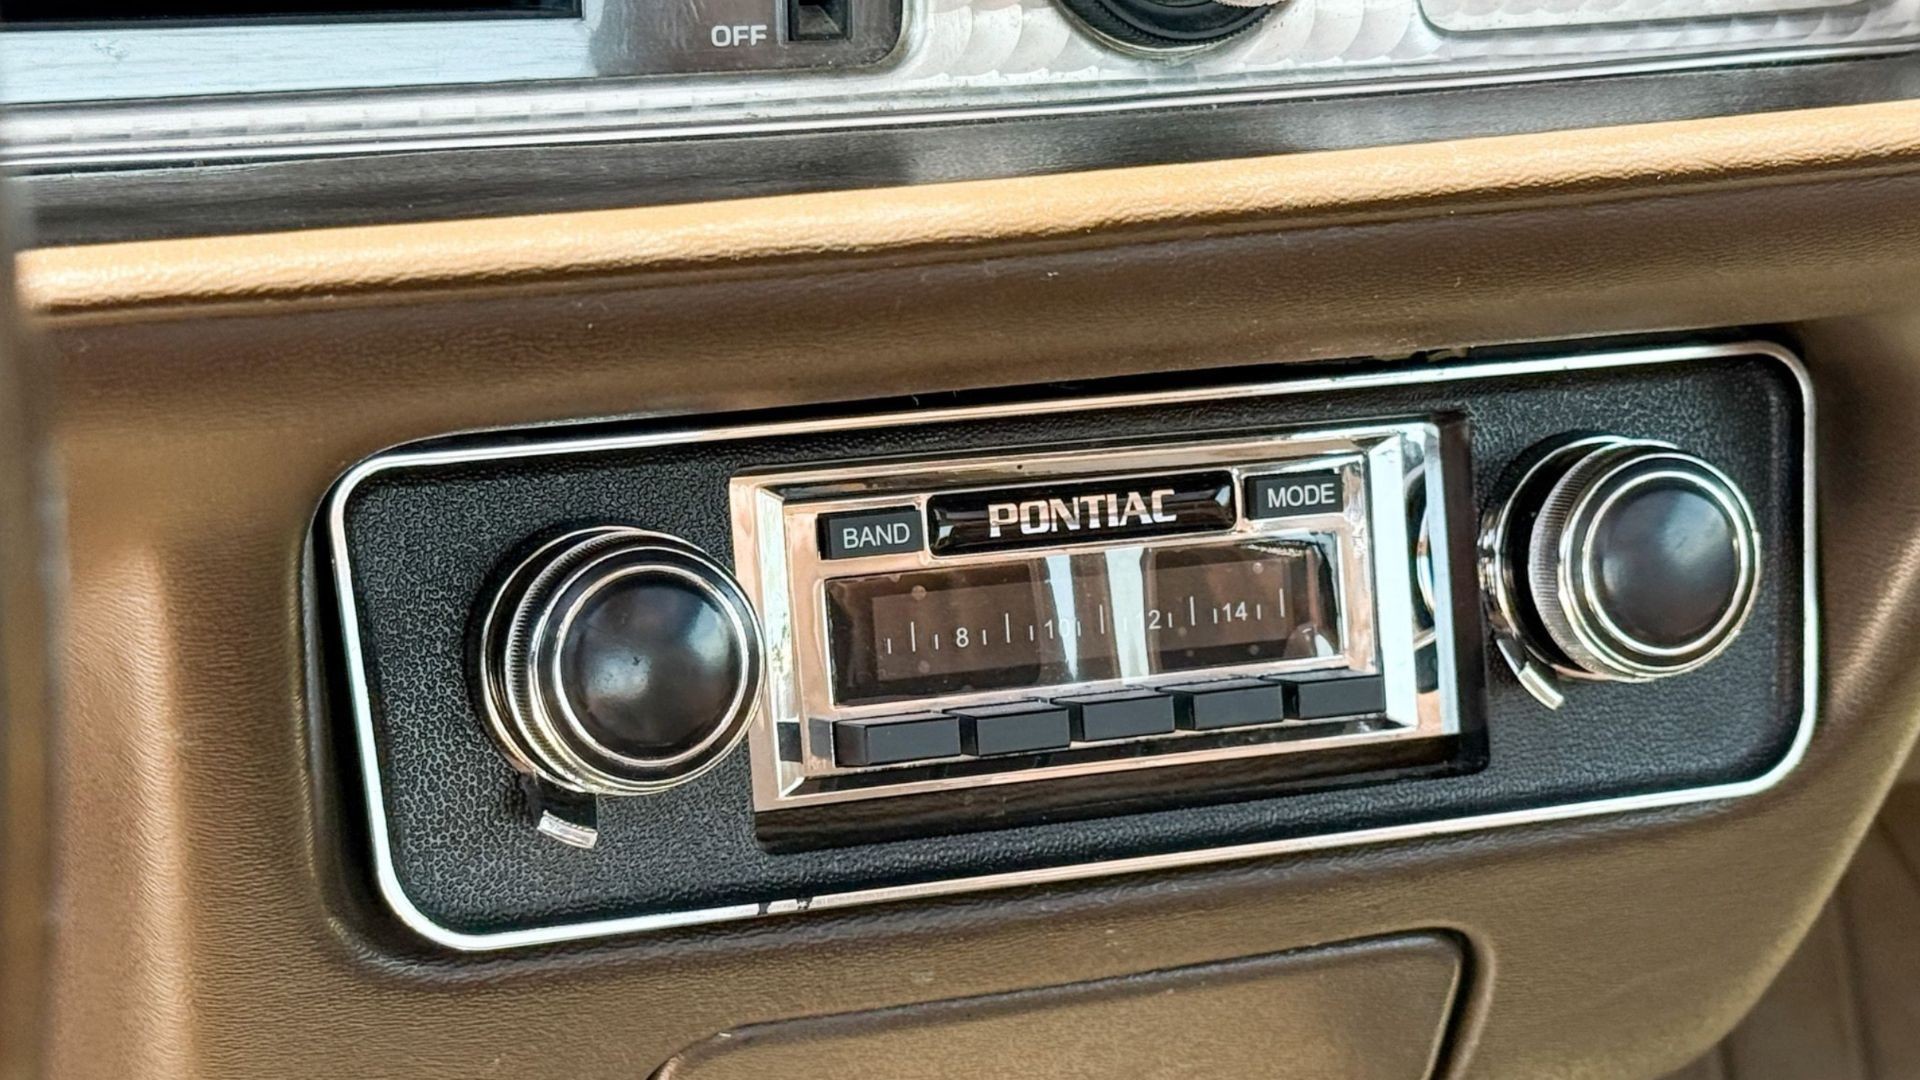 OFF
BAND PONTIAC MODE
8 10 12 14